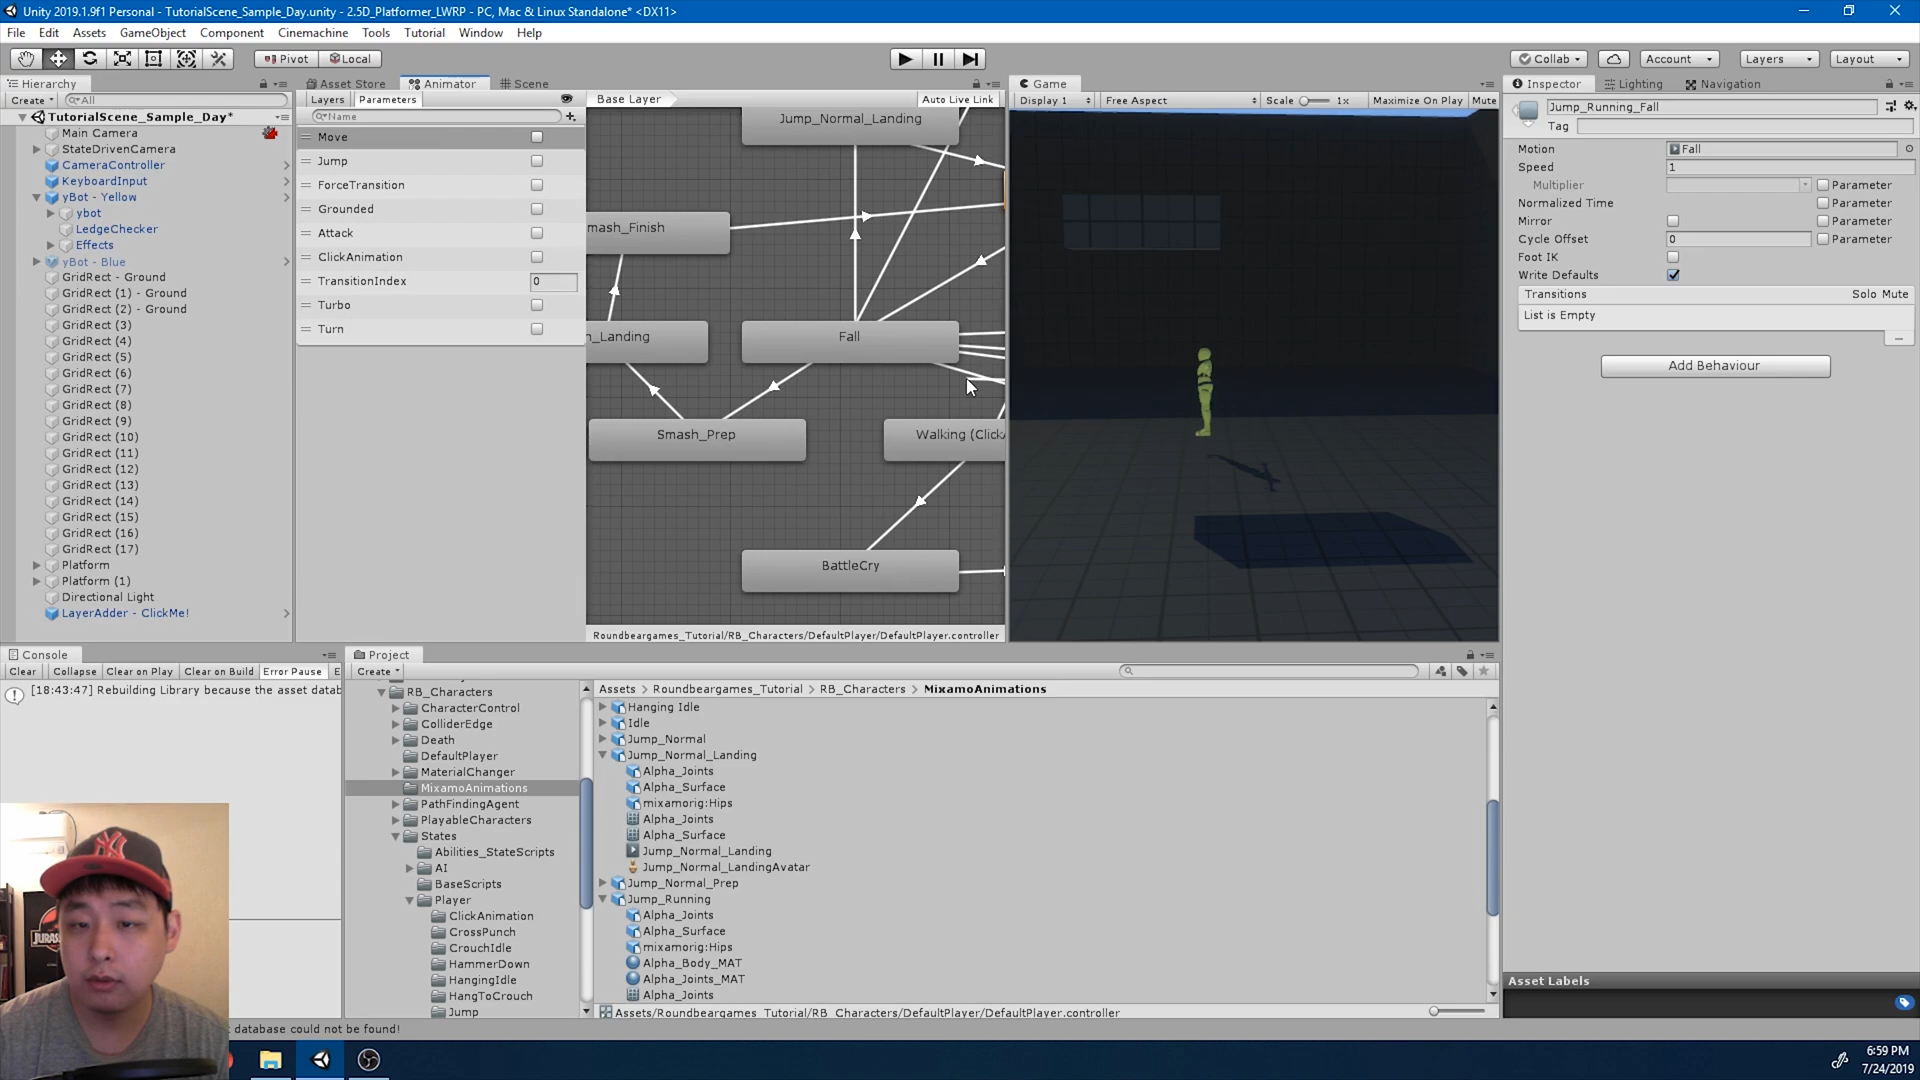 Unity 2019.1.9f1 Personal - TutorialScene_Sample_Day.unity - 2.5D_Platformer_LWRP - PC, Mac & Linux Standalone* <DX11>
File Edit Assets GameObject Component Cinemachine Tools Tutorial Window Help
Pivot Local Collab Account Layers Layout
Hierarchy
Create All
TutorialScene_Sample_Day*
Main Camera
StateDrivenCamera
CameraController
KeyboardInput
yBot - Yellow
ybot
LedgeChecker
Effects
yBot - Blue
GridRect - Ground
GridRect (1) - Ground
GridRect (2) - Ground
GridRect (3)
GridRect (4)
GridRect (5)
GridRect (6)
GridRect (7)
GridRect (8)
GridRect (9)
GridRect (10)
GridRect (11)
GridRect (12)
GridRect (13)
GridRect (14)
GridRect (15)
GridRect (16)
GridRect (17)
Platform
Platform (1)
Directional Light
LayerAdder - ClickMe!
Asset Store Animator Scene
Layers Parameters
Name
Move
Jump
ForceTransition
Grounded
Attack
ClickAnimation
TransitionIndex 0
Turbo
Turn
Base Layer Auto Live Link
Jump_Normal_Landing
mash_Finish
n_Landing
Fall
Smash_Prep
Walking (Click
BattleCry
Roundbeargames_Tutorial/RB_Characters/DefaultPlayer/DefaultPlayer.controller
Game
Display 1 Free Aspect Scale 1x Maximize On Play Mute
Inspector Lighting Navigation
Jump_Running_Fall
Tag
Motion Fall
Speed 1
Multiplier Parameter
Normalized Time Parameter
Mirror Parameter
Cycle Offset 0 Parameter
Foot IK
Write Defaults
Transitions Solo Mute
List is Empty
Add Behaviour
Asset Labels
Console
Clear Collapse Clear on Play Clear on Build Error Pause E
[18:43:47] Rebuilding Library because the asset datab
database could not be found!
Project
Create
RB_Characters
CharacterControl
ColliderEdge
Death
DefaultPlayer
MaterialChanger
MixamoAnimations
PathFindingAgent
PlayableCharacters
States
Abilities_StateScripts
AI
BaseScripts
Player
ClickAnimation
CrossPunch
CrouchIdle
HammerDown
HangingIdle
HangToCrouch
Jump
Assets > Roundbeargames_Tutorial > RB_Characters > MixamoAnimations
Hanging Idle
Idle
Jump_Normal
Jump_Normal_Landing
Alpha_Joints
Alpha_Surface
mixamorig:Hips
Alpha_Joints
Alpha_Surface
Jump_Normal_Landing
Jump_Normal_LandingAvatar
Jump_Normal_Prep
Jump_Running
Alpha_Joints
Alpha_Surface
mixamorig:Hips
Alpha_Body_MAT
Alpha_Joints_MAT
Alpha_Joints
Assets/Roundbeargames_Tutorial/RB_Characters/DefaultPlayer/DefaultPlayer.controller
6:59 PM
7/24/2019